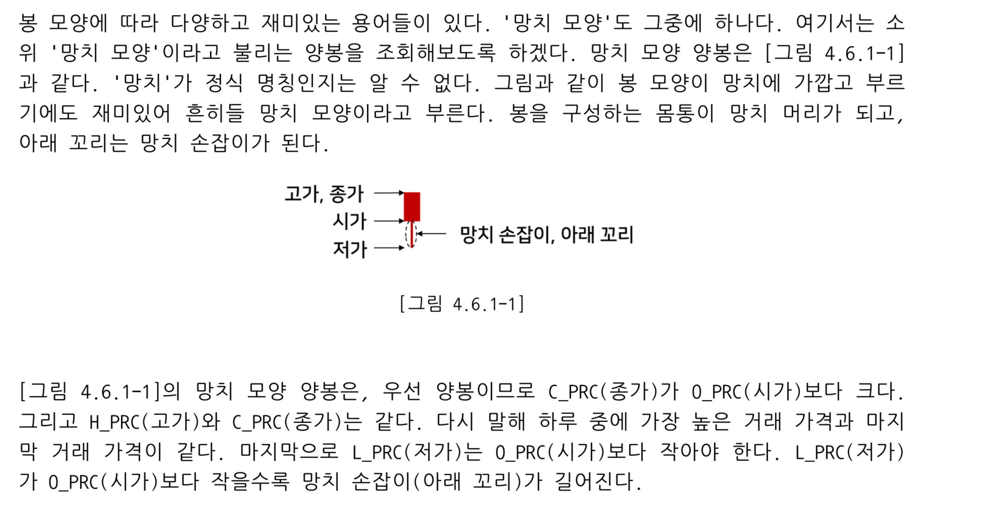 봉 모양에 따라 다양하고 재미있는 용어들이 있다. '망치 모양'도 그중에 하나다. 여기서는 소
위 '망치 모양'이라고 불리는 양봉을 조회해보도록 하겠다. 망치 모양 양봉은 [그림 4.6.1-1]
과 같다. '망치'가 정식 명칭인지는 알 수 없다. 그림과 같이 봉 모양이 망치에 가깝고 부르
기에도 재미있어 흔히들 망치 모양이라고 부른다. 봉을 구성하는 몸통이 망치 머리가 되고,
아래 꼬리는 망치 손잡이가 된다.
고가, 종가
시가
망치 손잡이, 아래 꼬리
저가
[그림 4.6.1-1]
[그림 4.6.1-1]의 망치 모양 양봉은, 우선 양봉이므로 C_PRC(종가)가 O_PRC(시가)보다 크다.
그리고 H_PRC(고가)와 C_PRC(종가)는 같다. 다시 말해 하루 중에 가장 높은 거래 가격과 마지
막 거래 가격이 같다. 마지막으로 L_PRC(저가)는 O_PRC(시가)보다 작아야 한다. L_PRC(저가)
가 O_PRC(시가)보다 작을수록 망치 손잡이(아래 꼬리)가 길어진다.